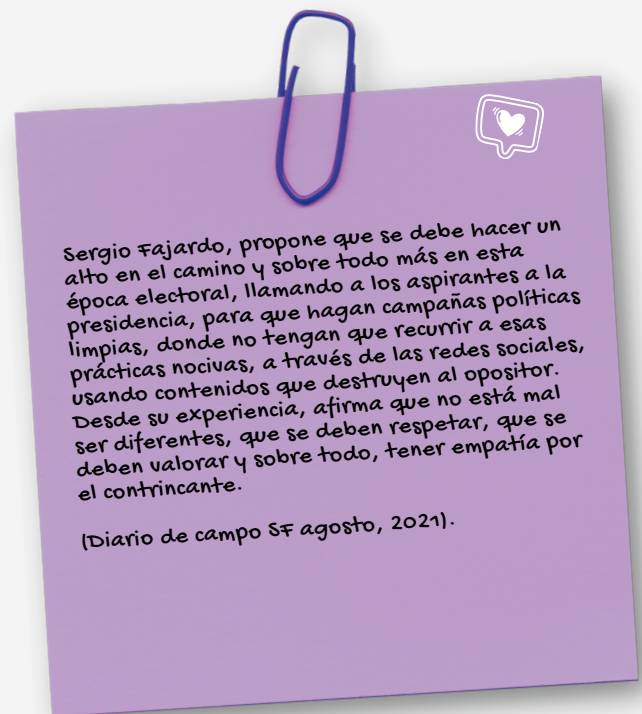 Sergio Fajardo, propone que se debe hacer un
alto en el camino y sobre todo más en esta
época electoral, llamando a los aspirantes a la
presidencia, para que hagan campañas políticas
limpias, donde no tengan que recurrir a esas
prácticas nocivas, a través de las redes sociales,
usando contenidos que destruyen al opositor.
Desde su experiencia, afirma que no está mal
ser diferentes, que se deben respetar, que se
deben valorar y sobre todo, tener empatía por
el contrincante.
(Diario de campo SF agosto, 2021).